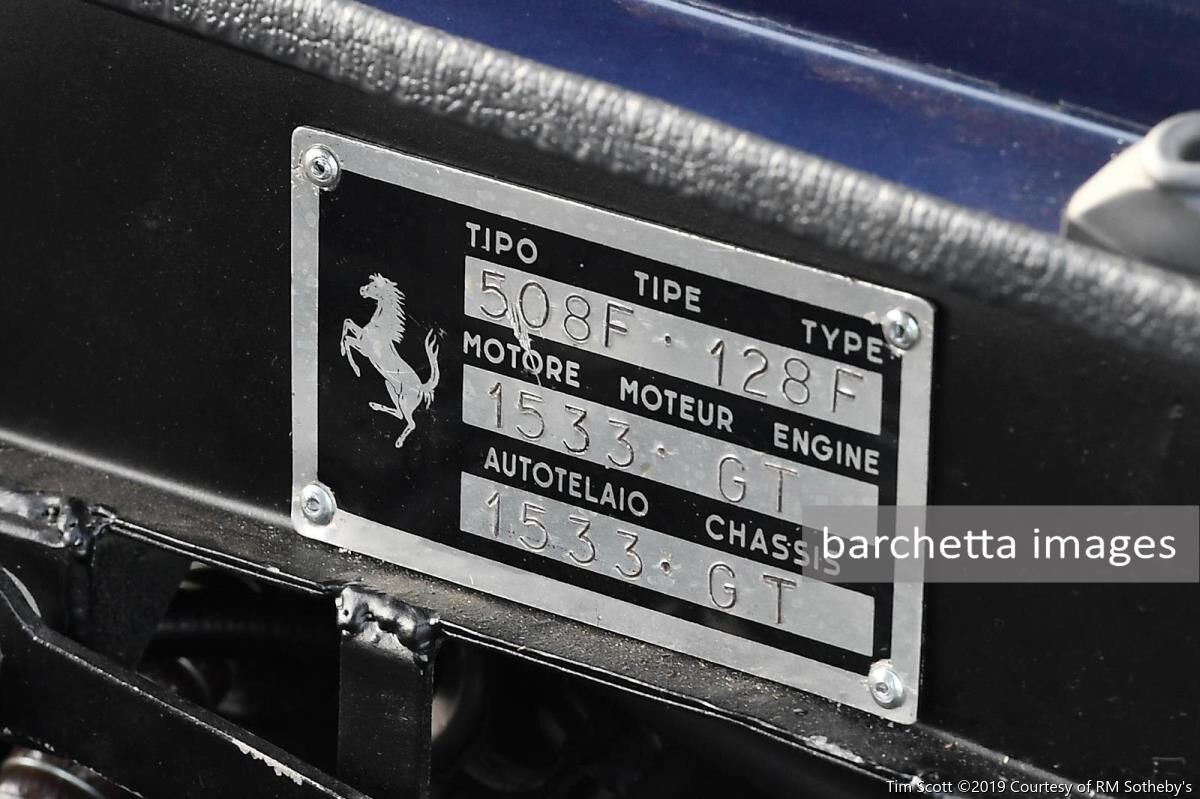 TIPO TIPE TYPE
508F · 128F
MOTORE MOTEUR ENGINE
1533 · GT
AUTOTELAIO CHASSIS
1533 · GT
barchetta images
Tim Scott ©2019 Courtesy of RM Sotheby's